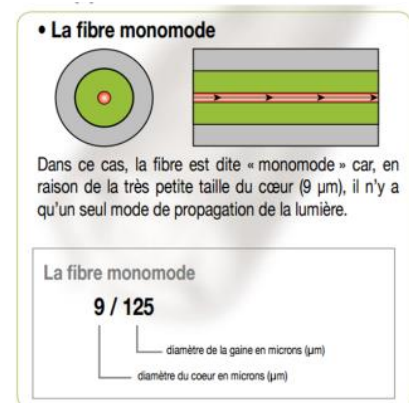 • La fibre monomode
Dans ce cas, la fibre est dite « monomode » car, en
raison de la très petite taille du cœur (9 µm), il n'y a
qu'un seul mode de propagation de la lumière.
La fibre monomode
9 / 125
diamètre de la gaine en microns (µm)
diamètre du coeur en microns (µm)